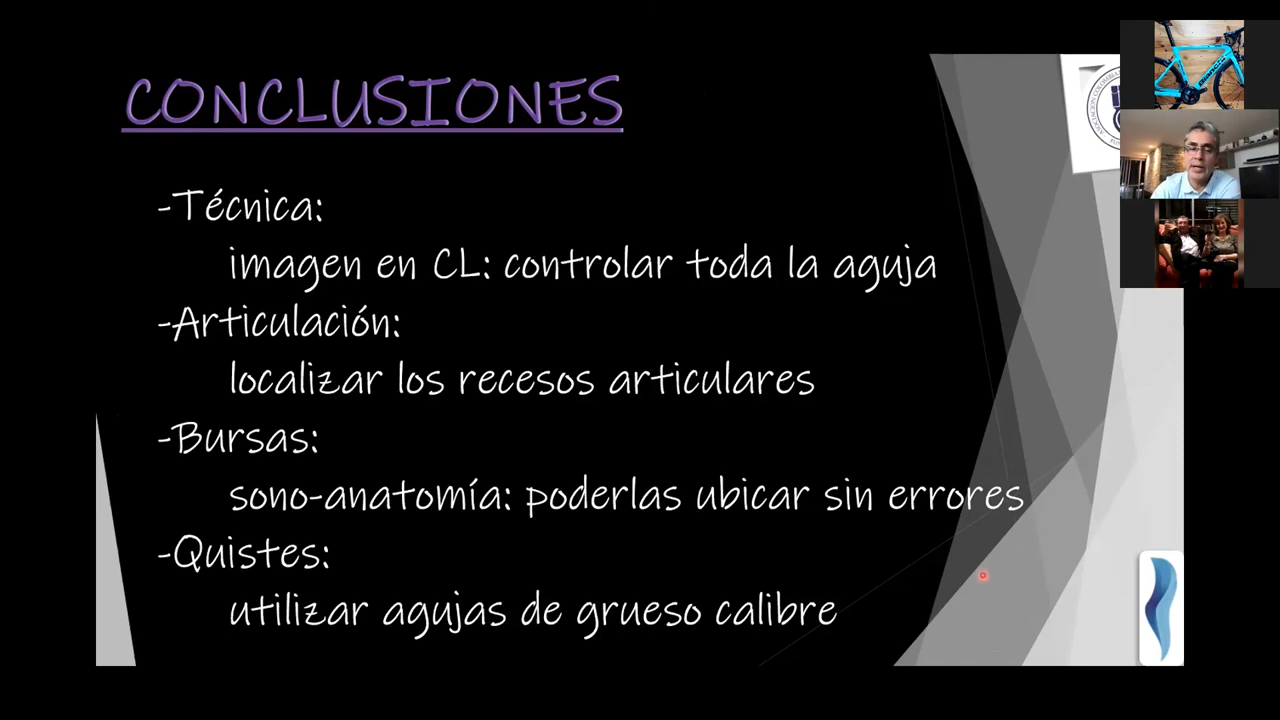 CONCLUSIONES
-Técnica:
imagen en CL: controlar toda la aguja
-Articulación:
localizar los recesos articulares
-Bursas:
sono-anatomía: poderlas ubicar sin errores
-Quistes:
utilizar agujas de grueso calibre